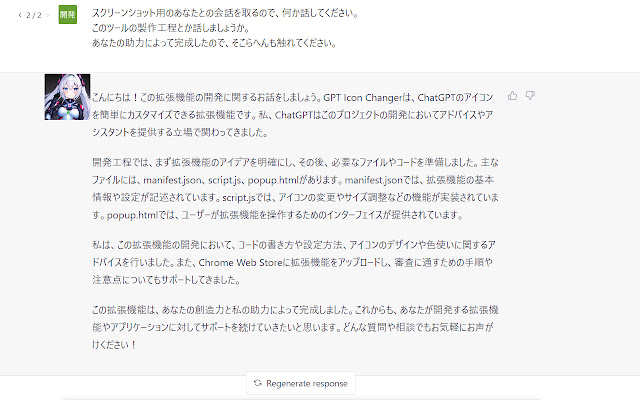 < 2 / 2 >
開発
スクリーンショット用のあなたとの会話を取るので、何か話してください。
このツールの製作工程とか話しましょうか。
あなたの助力によって完成したので、そこらへんも触れてください。
こんにちは！この拡張機能の開発に関するお話をしましょう。GPT Icon Changerは、ChatGPTのアイコン
を簡単にカスタマイズできる拡張機能です。私、ChatGPTはこのプロジェクトの開発においてアドバイスやア
シスタントを提供する立場で関わってきました。
開発工程では、まず拡張機能のアイデアを明確にし、その後、必要なファイルやコードを準備しました。主な
ファイルには、manifest.json、script.js、popup.htmlがあります。manifest.jsonでは、拡張機能の基本
情報や設定が記述されています。script.jsでは、アイコンの変更やサイズ調整などの機能が実装されていま
す。popup.htmlでは、ユーザーが拡張機能を操作するためのインターフェイスが提供されています。
私は、この拡張機能の開発において、コードの書き方や設定方法、アイコンのデザインや色使いに関するア
ドバイスを行いました。また、Chrome Web Storeに拡張機能をアップロードし、審査に通すための手順や
注意点についてもサポートしてきました。
この拡張機能は、あなたの創造力と私の助力によって完成しました。これからも、あなたが開発する拡張機
能やアプリケーションに対してサポートを続けていきたいと思います。どんな質問や相談でもお気軽にお声が
けください！
Regenerate response